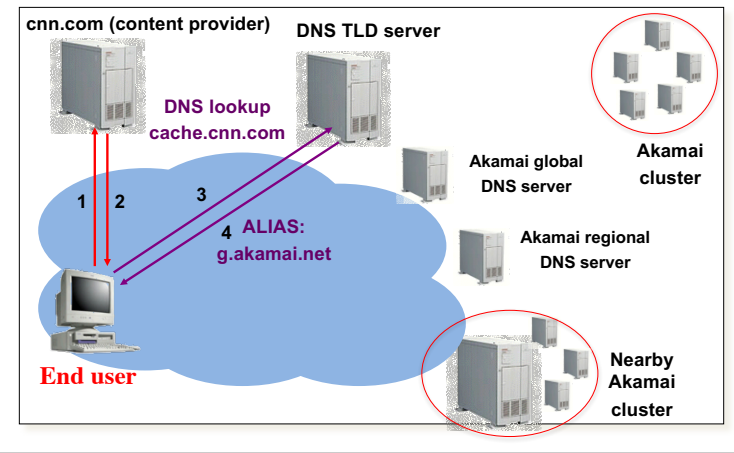 cnn.com (content provider)
DNS TLD server
DNS lookup
cache.cnn.com
Akamai
cluster
Akamai global
DNS server
1
2
3
4
ALIAS:
g.akamai.net
Akamai regional
DNS server
End user
Nearby
Akamai
cluster